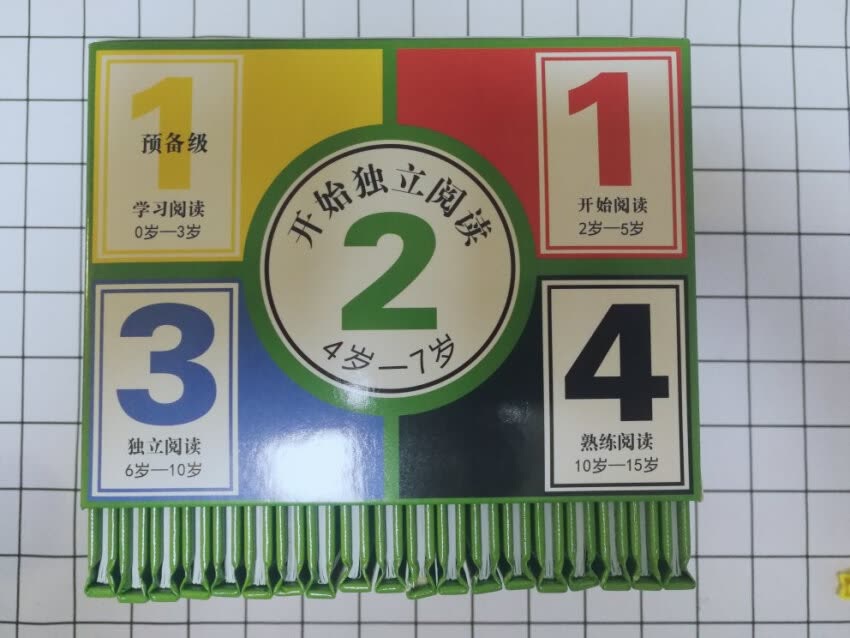 1
预备级
学习阅读
0岁—3岁
1
开始阅读
2岁—5岁
开始独立阅读
2
4岁—7岁
3
独立阅读
6岁—10岁
4
熟练阅读
10岁—15岁